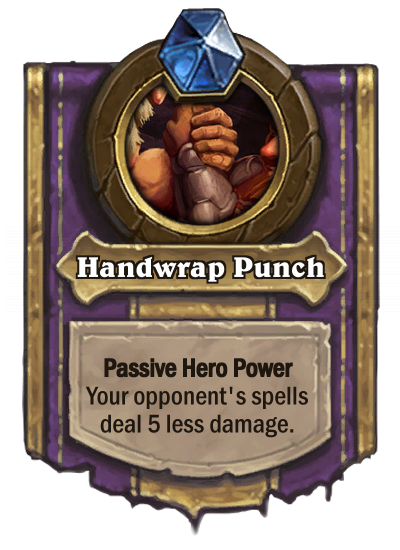 Handwrap Punch
Passive Hero Power
Your opponent's spells
deal 5 less damage.